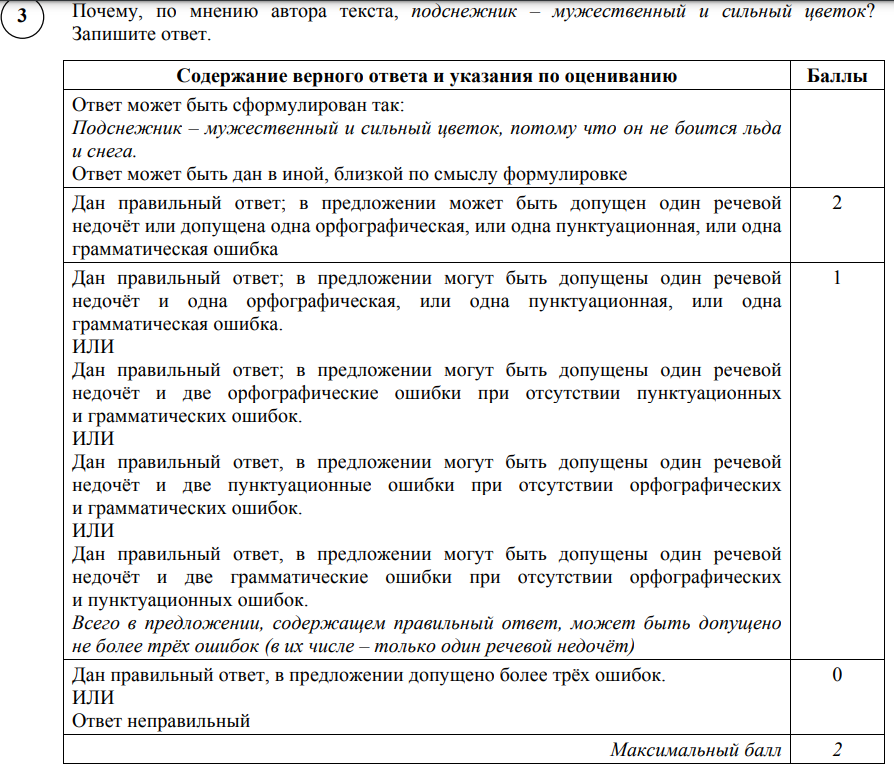 3
Почему, по мнению автора текста, подснежник – мужественный и сильный цветок?
Запишите ответ.
Содержание верного ответа и указания по оцениванию Баллы
Ответ может быть сформулирован так:
Подснежник – мужественный и сильный цветок, потому что он не боится льда
и снега.
Ответ может быть дан в иной, близкой по смыслу формулировке
Дан правильный ответ; в предложении может быть допущен один речевой 2
недочёт или допущена одна орфографическая, или одна пунктуационная, или одна
грамматическая ошибка
Дан правильный ответ; в предложении могут быть допущены один речевой 1
недочёт и одна орфографическая, или одна пунктуационная, или одна
грамматическая ошибка.
ИЛИ
Дан правильный ответ; в предложении могут быть допущены один речевой
недочёт и две орфографические ошибки при отсутствии пунктуационных
и грамматических ошибок.
ИЛИ
Дан правильный ответ, в предложении могут быть допущены один речевой
недочёт и две пунктуационные ошибки при отсутствии орфографических
и грамматических ошибок.
ИЛИ
Дан правильный ответ, в предложении могут быть допущены один речевой
недочёт и две грамматические ошибки при отсутствии орфографических
и пунктуационных ошибок.
Всего в предложении, содержащем правильный ответ, может быть допущено
не более трёх ошибок (в их числе – только один речевой недочёт)
Дан правильный ответ, в предложении допущено более трёх ошибок. 0
ИЛИ
Ответ неправильный
Максимальный балл 2